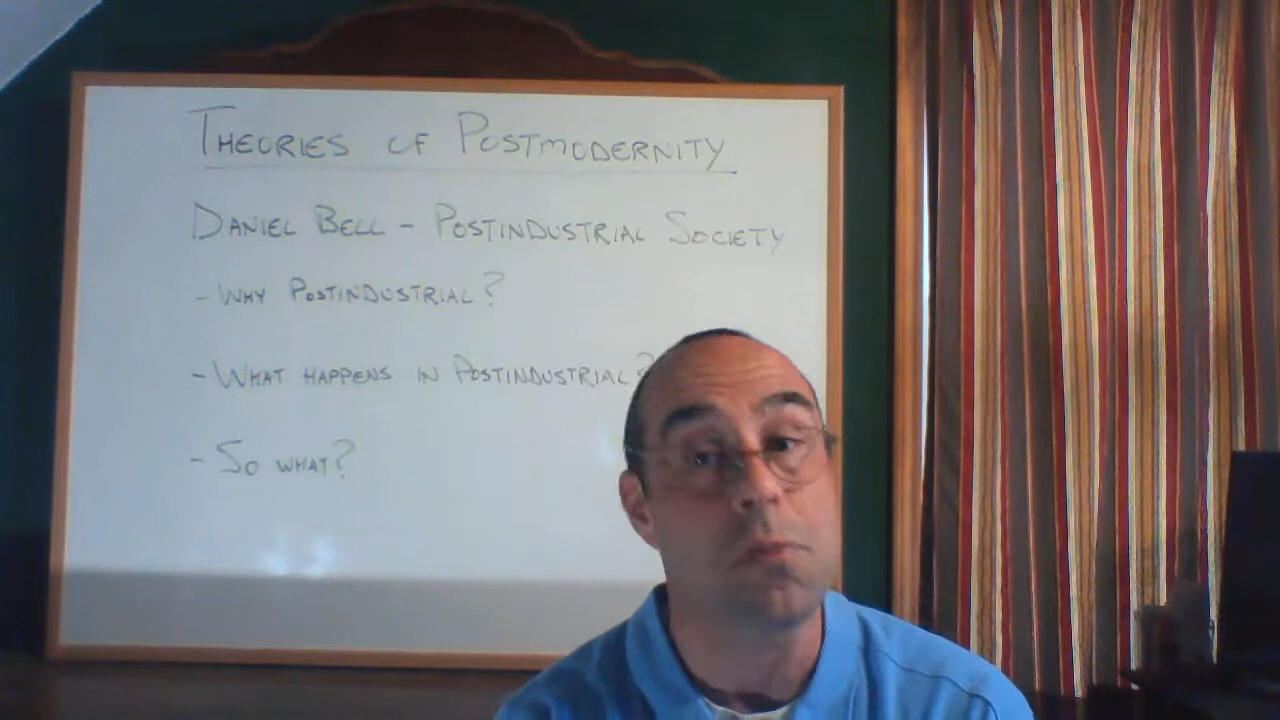 THEORIES OF POSTMODERNITY
DANIEL BELL - POSTINDUSTRIAL SOCIETY
- WHY POSTINDUSTRIAL?
- WHAT HAPPENS IN POSTINDUSTRIAL?
- SO WHAT?